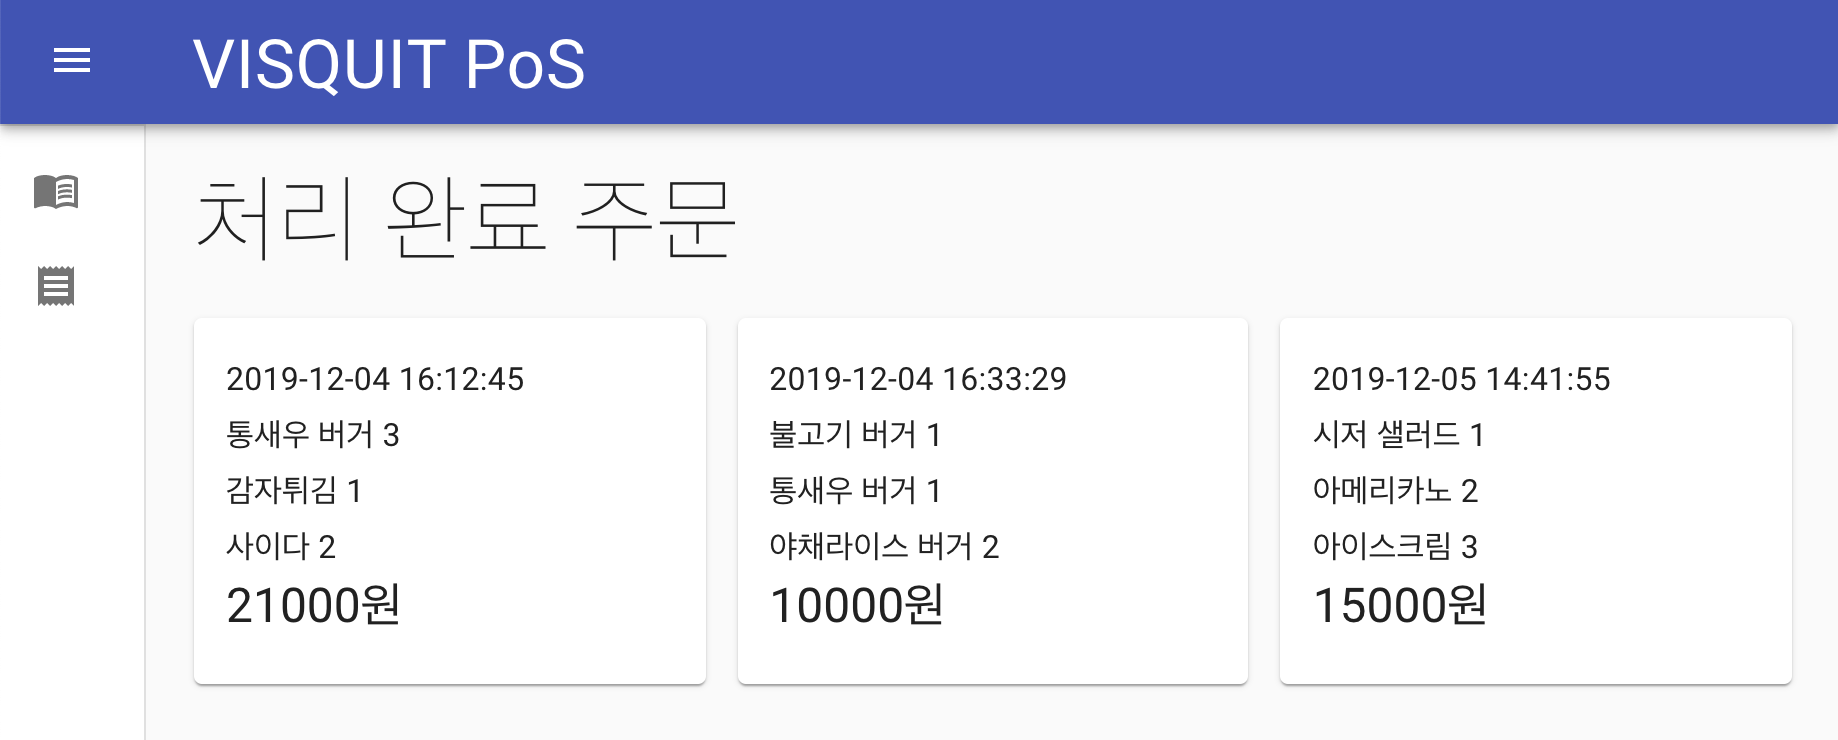 VISQUIT PoS
처리 완료 주문
2019-12-04 16:12:45
통새우 버거 3
감자튀김 1
사이다 2
21000원
2019-12-04 16:33:29
불고기 버거 1
통새우 버거 1
야채라이스 버거 2
10000원
2019-12-05 14:41:55
시저 샐러드 1
아메리카노 2
아이스크림 3
15000원